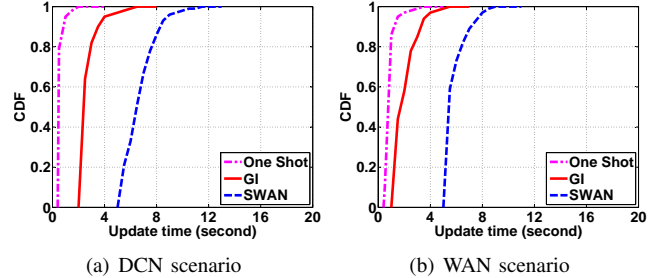 1
0.8
0.6
0.4
0.2
0
CDF
0 4 8 12 16 20
Update time (second)
One Shot
GI
SWAN
(a) DCN scenario
1
0.8
0.6
0.4
0.2
0
CDF
0 4 8 12 16 20
Update time (second)
One Shot
GI
SWAN
(b) WAN scenario